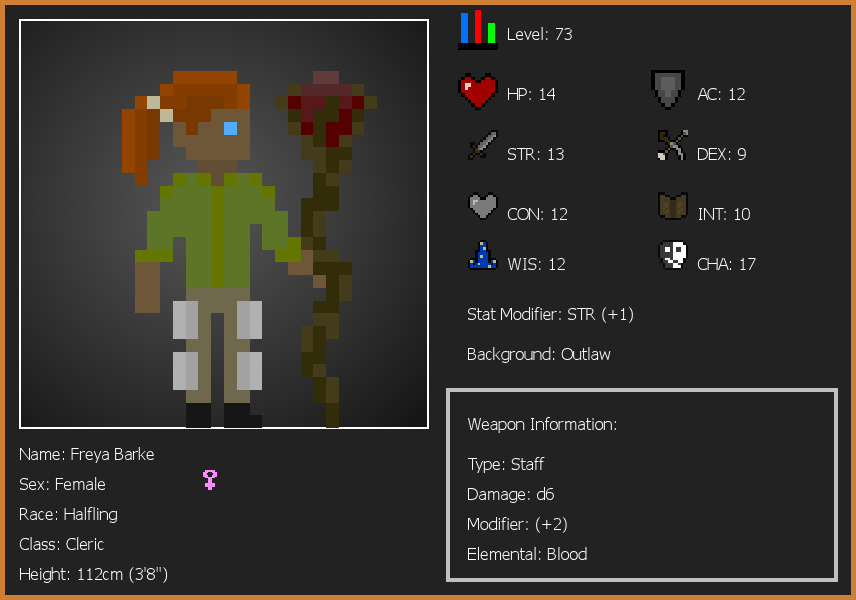 Level: 73
HP: 14
AC: 12
STR: 13
DEX: 9
CON: 12
INT: 10
WIS: 12
CHA: 17
Stat Modifier: STR (+1)
Background: Outlaw
Weapon Information:
Type: Staff
Damage: d6
Modifier: (+2)
Elemental: Blood
Name: Freya Barke
Sex: Female
Race: Halfling
Class: Cleric
Height: 112cm (3'8")